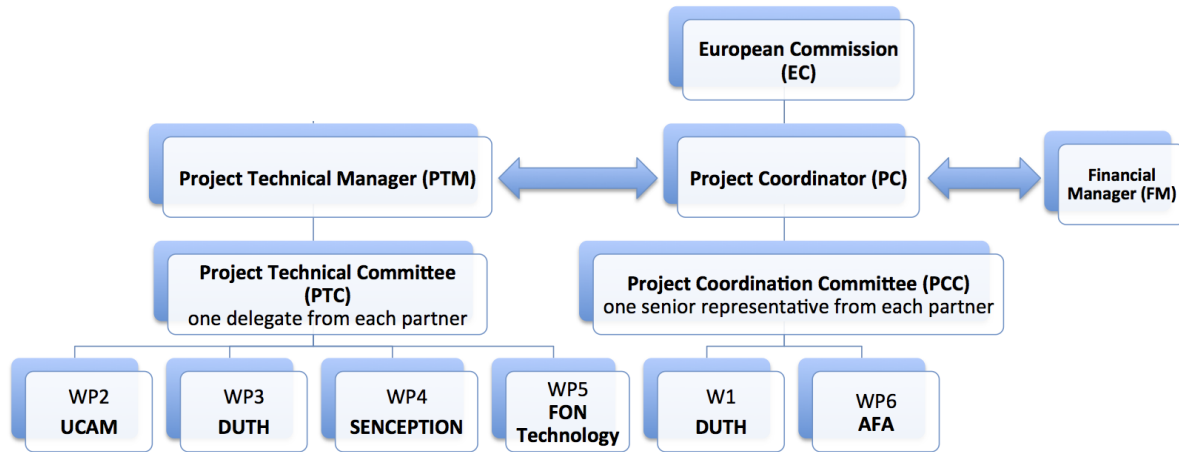 European Commission
(EC)
Project Technical Manager (PTM)
Project Coordinator (PC)
Financial
Manager (FM)
Project Technical Committee
(PTC)
one delegate from each partner
Project Coordination Committee (PCC)
one senior representative from each partner
WP2
UCAM
WP3
DUTH
WP4
SENCEPTION
WP5
FON
Technology
W1
DUTH
WP6
AFA